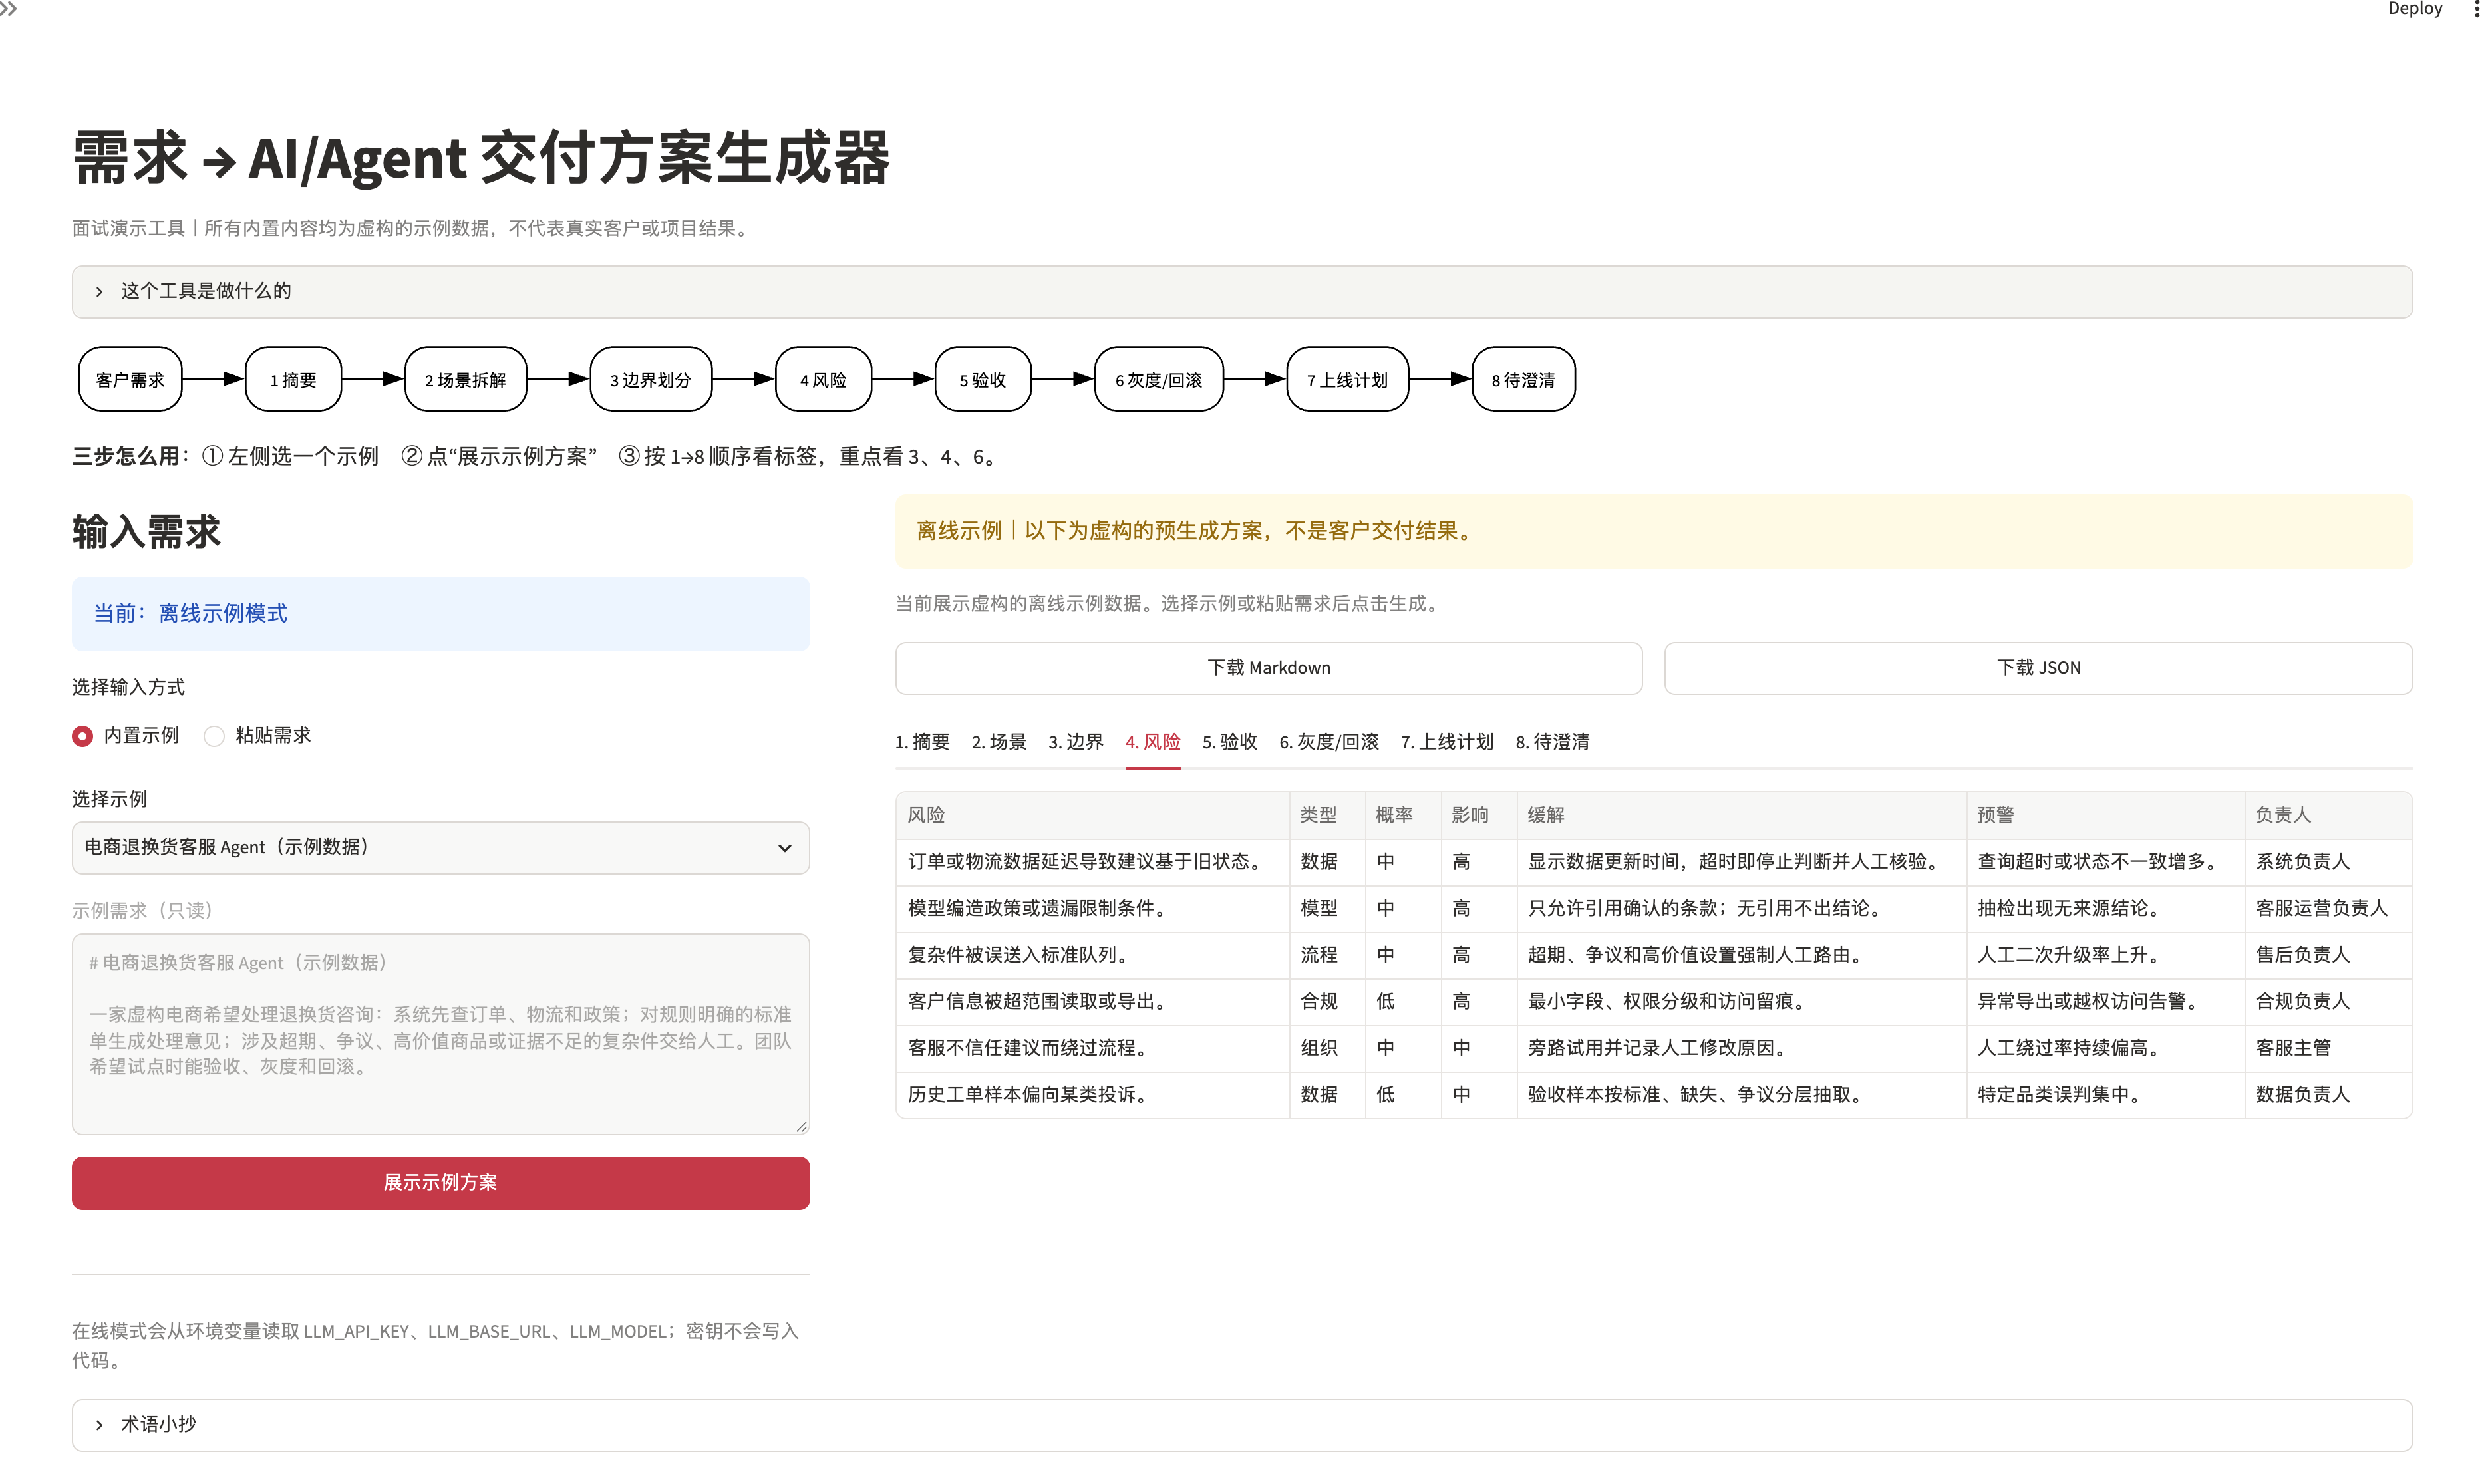 Deploy
需求 → AI/Agent 交付方案生成器
面试演示工具｜所有内置内容均为虚构的示例数据，不代表真实客户或项目结果。
这个工具是做什么的
客户需求 1 摘要 2 场景拆解 3 边界划分 4 风险 5 验收 6 灰度/回滚 7 上线计划 8 待澄清
三步怎么用：① 左侧选一个示例 ② 点“展示示例方案” ③ 按 1→8 顺序看标签，重点看 3、4、6。
输入需求
当前：离线示例模式
选择输入方式
内置示例 粘贴需求
选择示例
电商退换货客服 Agent（示例数据）
示例需求（只读）
# 电商退换货客服 Agent（示例数据）
一家虚构电商希望处理退换货咨询：系统先查订单、物流和政策；对规则明确的标准
单生成处理意见；涉及超期、争议、高价值商品或证据不足的复杂件交给人工。团队
希望试点时能验收、灰度和回滚。
展示示例方案
在线模式会从环境变量读取 LLM_API_KEY、LLM_BASE_URL、LLM_MODEL；密钥不会写入
代码。
离线示例｜以下为虚构的预生成方案，不是客户交付结果。
当前展示虚构的离线示例数据。选择示例或粘贴需求后点击生成。
下载 Markdown 下载 JSON
1. 摘要 2. 场景 3. 边界 4. 风险 5. 验收 6. 灰度/回滚 7. 上线计划 8. 待澄清
风险 类型 概率 影响 缓解 预警 负责人
订单或物流数据延迟导致建议基于旧状态。 数据 中 高 显示数据更新时间，超时即停止判断并人工核验。 查询超时或状态不一致增多。 系统负责人
模型编造政策或遗漏限制条件。 模型 中 高 只允许引用确认的条款；无引用不出结论。 抽检出现无来源结论。 客服运营负责人
复杂件被误送入标准队列。 流程 中 高 超期、争议和高价值设置强制人工路由。 人工二次升级率上升。 售后负责人
客户信息被超范围读取或导出。 合规 低 高 最小字段、权限分级和访问留痕。 异常导出或越权访问告警。 合规负责人
客服不信任建议而绕过流程。 组织 中 中 旁路试用并记录人工修改原因。 人工绕过率持续偏高。 客服主管
历史工单样本偏向某类投诉。 数据 低 中 验收样本按标准、缺失、争议分层抽取。 特定品类误判集中。 数据负责人
术语小抄